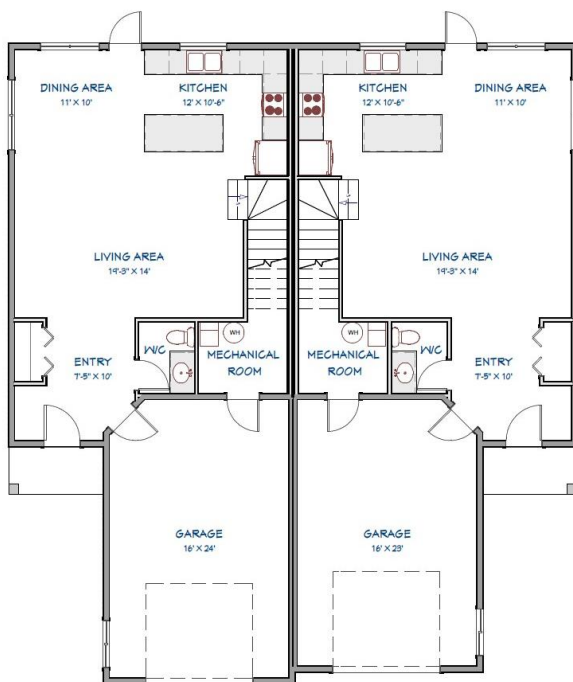 DINING AREA
11' X 10'
KITCHEN
12' X 10'-6"
KITCHEN
12' X 10'-6"
DINING AREA
11' X 10'
LIVING AREA
19'-3" X 14'
LIVING AREA
19'-3" X 14'
W/C
WH
MECHANICAL
ROOM
WH
MECHANICAL
ROOM
W/C
ENTRY
7'-5" X 10'
ENTRY
7'-5" X 10'
GARAGE
16' X 24'
GARAGE
16' X 23'